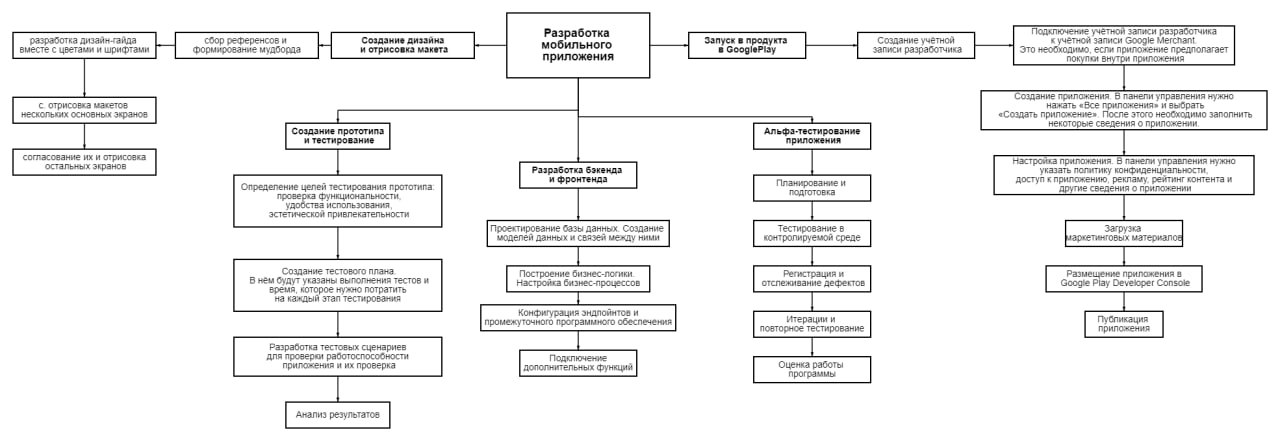 Разработка
мобильного
приложения
Создание дизайна
и отрисовка макета
сбор референсов и
формирование мудборда
разработка дизайн-гайда
вместе с цветами и шрифтами
с. отрисовка макетов
нескольких основных экранов
согласование их и отрисовка
остальных экранов
Создание прототипа
и тестирование
Определение целей тестирования прототипа:
проверка функциональности,
удобства использования,
эстетической привлекательности
Создание тестового плана.
В нём будут указаны выполнения тестов и
время, которое нужно потратить
на каждый этап тестирования
Разработка тестовых сценариев
для проверки работоспособности
приложения и их проверка
Анализ результатов
Разработка бэкенда
и фронтенда
Проектирование базы данных. Создание
моделей данных и связей между ними
Построение бизнес-логики.
Настройка бизнес-процессов
Конфигурация эндпойнтов и
промежуточного программного обеспечения
Подключение
дополнительных функций
Альфа-тестирование
приложения
Планирование и
подготовка
Тестирование в
контролируемой среде
Регистрация и
отслеживание дефектов
Итерации и
повторное тестирование
Оценка работы
программы
Запуск в продукта
в GooglePlay
Создание учётной
записи разработчика
Подключение учётной записи разработчика
к учётной записи Google Merchant.
Это необходимо, если приложение предполагает
покупки внутри приложения
Создание приложения. В панели управления нужно
нажать «Все приложения» и выбрать
«Создать приложение». После этого необходимо заполнить
некоторые сведения о приложении.
Настройка приложения. В панели управления нужно
указать политику конфиденциальности,
доступ к приложению, рекламу, рейтинг контента и
другие сведения о приложении
Загрузка
маркетинговых материалов
Размещение приложения в
Google Play Developer Console
Публикация
приложения